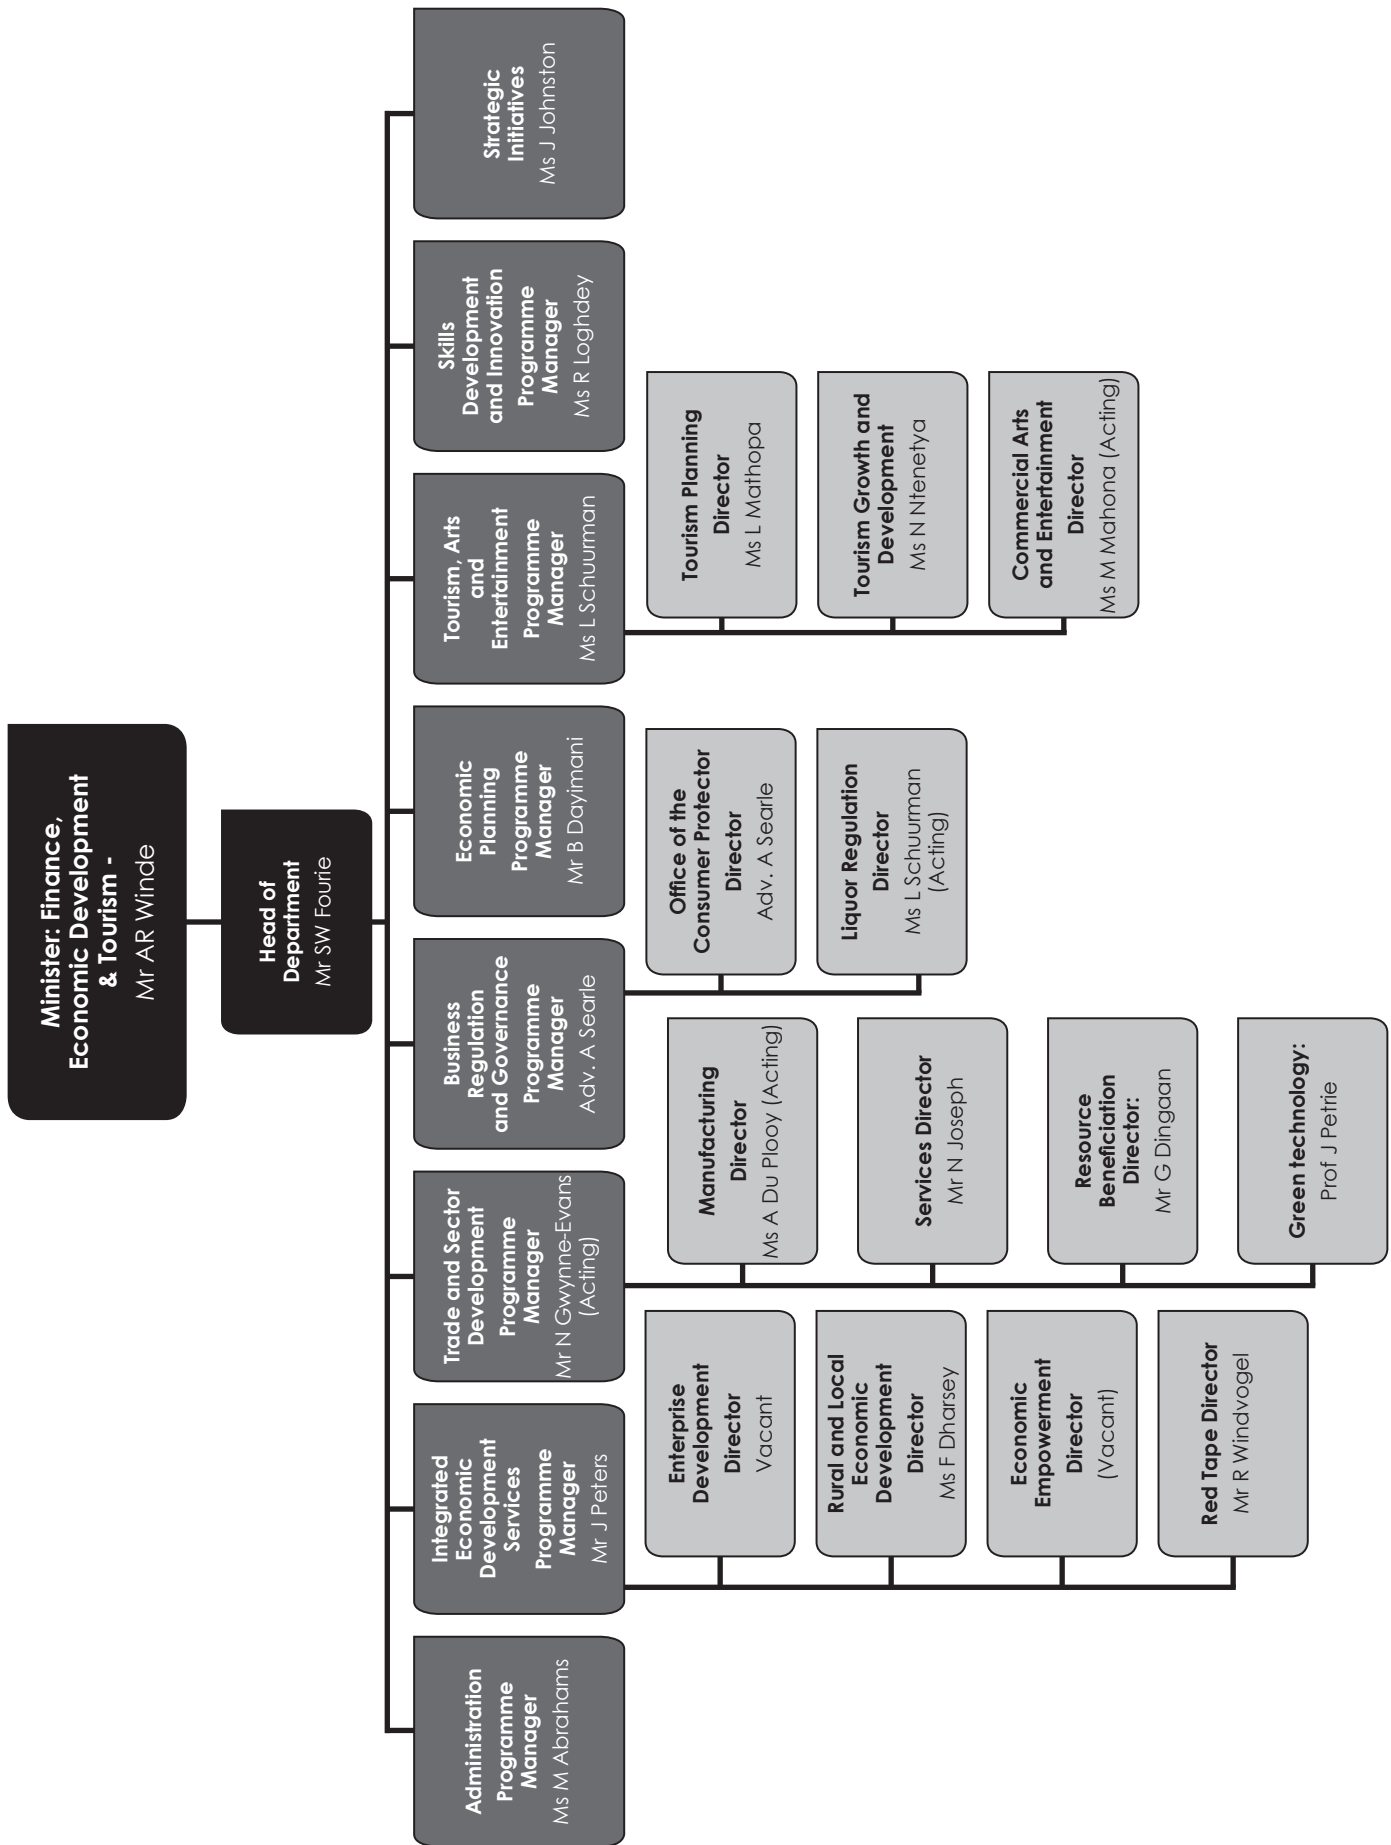 Minister: Finance,
Economic Development
& Tourism -
Mr AR Winde
Head of
Department
Mr SW Fourie
Administration
Programme
Manager
Ms M Abrahams
Integrated
Economic
Development
Services
Programme
Manager
Mr J Peters
Trade and Sector
Development
Programme
Manager
Mr N Gwynne-Evans
(Acting)
Business
Regulation
and Governance
Programme
Manager
Adv. A Searle
Economic
Planning
Programme
Manager
Mr B Dayimani
Tourism, Arts
and
Entertainment
Programme
Manager
Ms L Schuurman
Skills
Development
and Innovation
Programme
Manager
Ms R Loghdey
Strategic
Initiatives
Ms J Johnston
Enterprise
Development
Director
Vacant
Rural and Local
Economic
Development
Director
Ms F Dharsey
Economic
Empowerment
Director
(Vacant)
Red Tape Director
Mr R Windvogel
Manufacturing
Director
Ms A Du Plooy (Acting)
Services Director
Mr N Joseph
Resource
Beneficiation
Director:
Mr G Dingaan
Green technology:
Prof J Petrie
Office of the
Consumer Protector
Director
Adv. A Searle
Liquor Regulation
Director
Ms L Schuurman
(Acting)
Tourism Planning
Director
Ms L Mathopa
Tourism Growth and
Development
Ms N Ntenetya
Commercial Arts
and Entertainment
Director
Ms M Mahona (Acting)